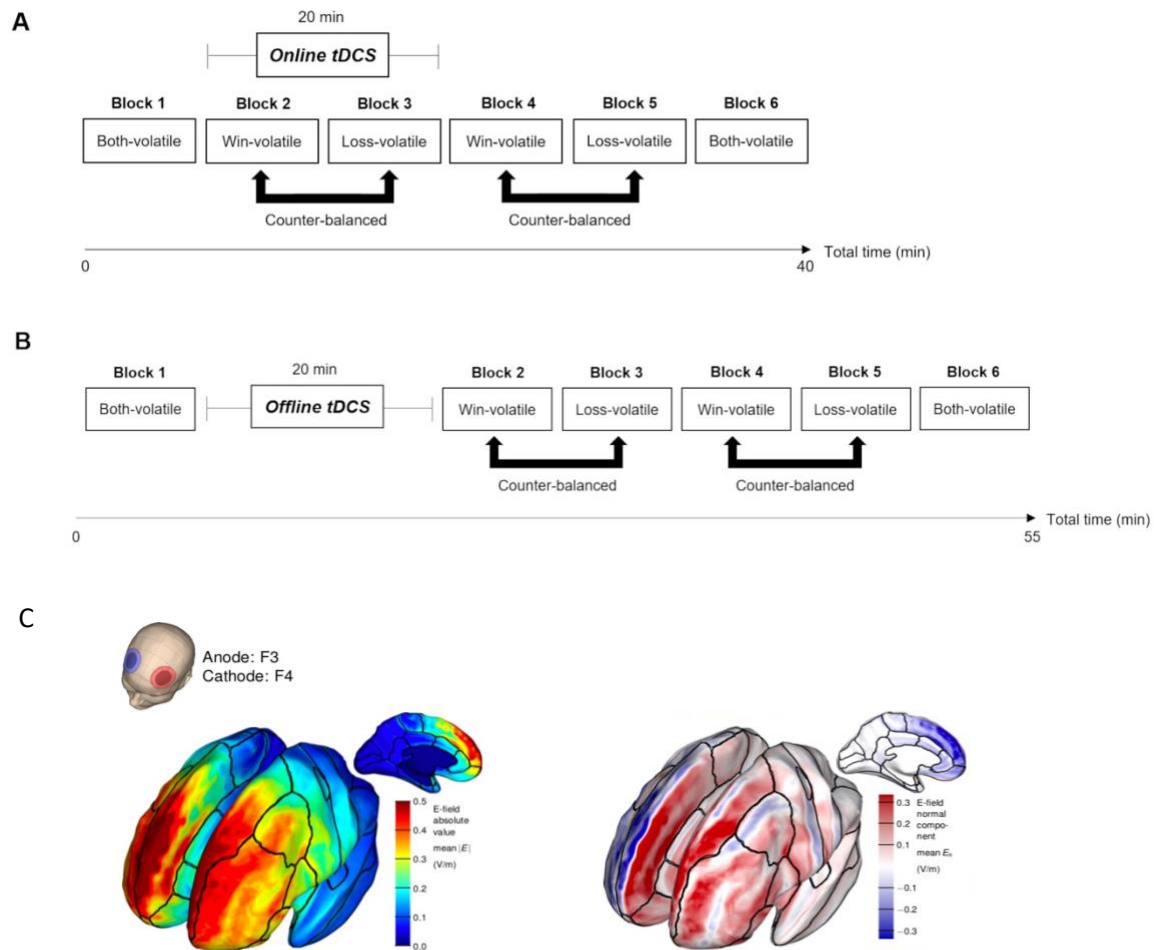 A
20 min
Online tDCS
Block 1 Block 2 Block 3 Block 4 Block 5 Block 6
Both-volatile Win-volatile Loss-volatile Win-volatile Loss-volatile Both-volatile
Counter-balanced Counter-balanced
Total time (min)
0 40
B
20 min
Block 1 Block 2 Block 3 Block 4 Block 5 Block 6
Both-volatile Offline tDCS Win-volatile Loss-volatile Win-volatile Loss-volatile Both-volatile
Counter-balanced Counter-balanced
Total time (min)
0 55
C
Anode: F3
Cathode: F4
0.5
E-field
absolute
value
0.4
mean |E|
0.3
(V/m)
0.2
0.1
0.0
0.3
E-field
normal
compo-
nent
0.2
0.1
mean Eₙ
(V/m)
−0.1
−0.2
−0.3